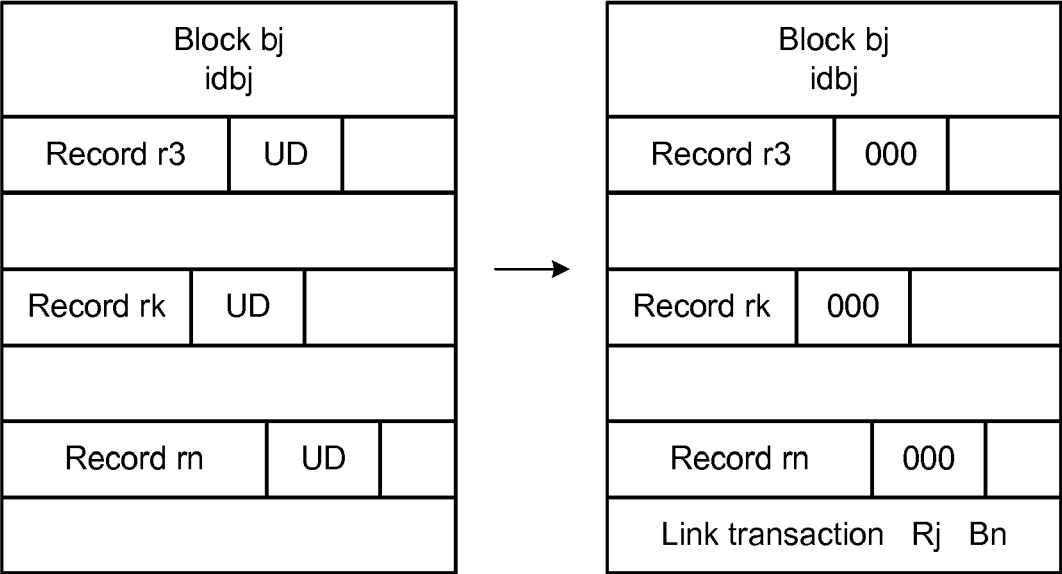 Block bj
idbj
Record r3 UD
Record rk UD
Record rn UD
Block bj
idbj
Record r3 000
Record rk 000
Record rn 000
Link transaction Rj Bn